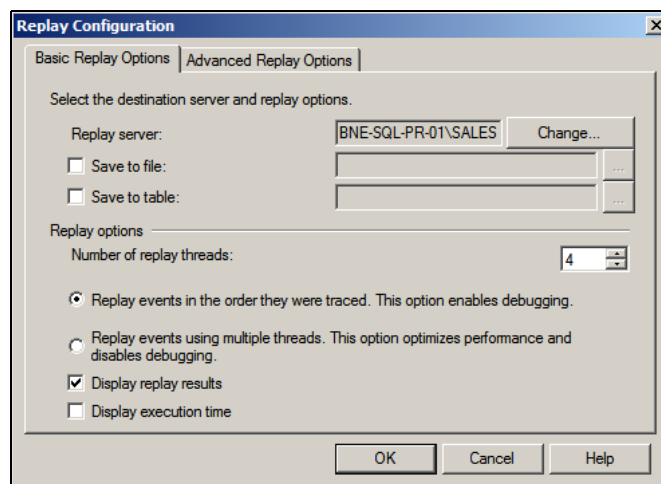 Replay Configuration
Basic Replay Options
Advanced Replay Options
Select the destination server and replay options.
Replay server:
BNE-SQL-PR-01\SALES
Change...
Save to file:
...
Save to table:
...
Replay options
Number of replay threads:
4
Replay events in the order they were traced. This option enables debugging.
Replay events using multiple threads. This option optimizes performance and
disables debugging.
Display replay results
Display execution time
OK
Cancel
Help